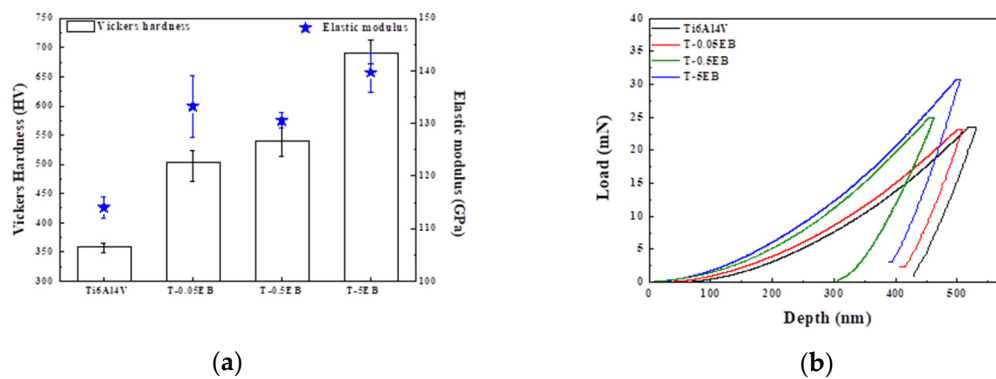 Vickers hardness
Elastic modulus
Vickers Hardness (HV)
750
700
650
600
550
500
450
400
350
300
Elastic modulus (GPa)
150
140
130
120
110
100
Ti6Al4V
T-0.05EB
T-0.5EB
T-5EB
(a)
Ti6Al4V
T-0.05EB
T-0.5EB
T-5EB
Load (mN)
40
35
30
25
20
15
10
5
0
0
100
200
300
400
500
Depth (nm)
(b)